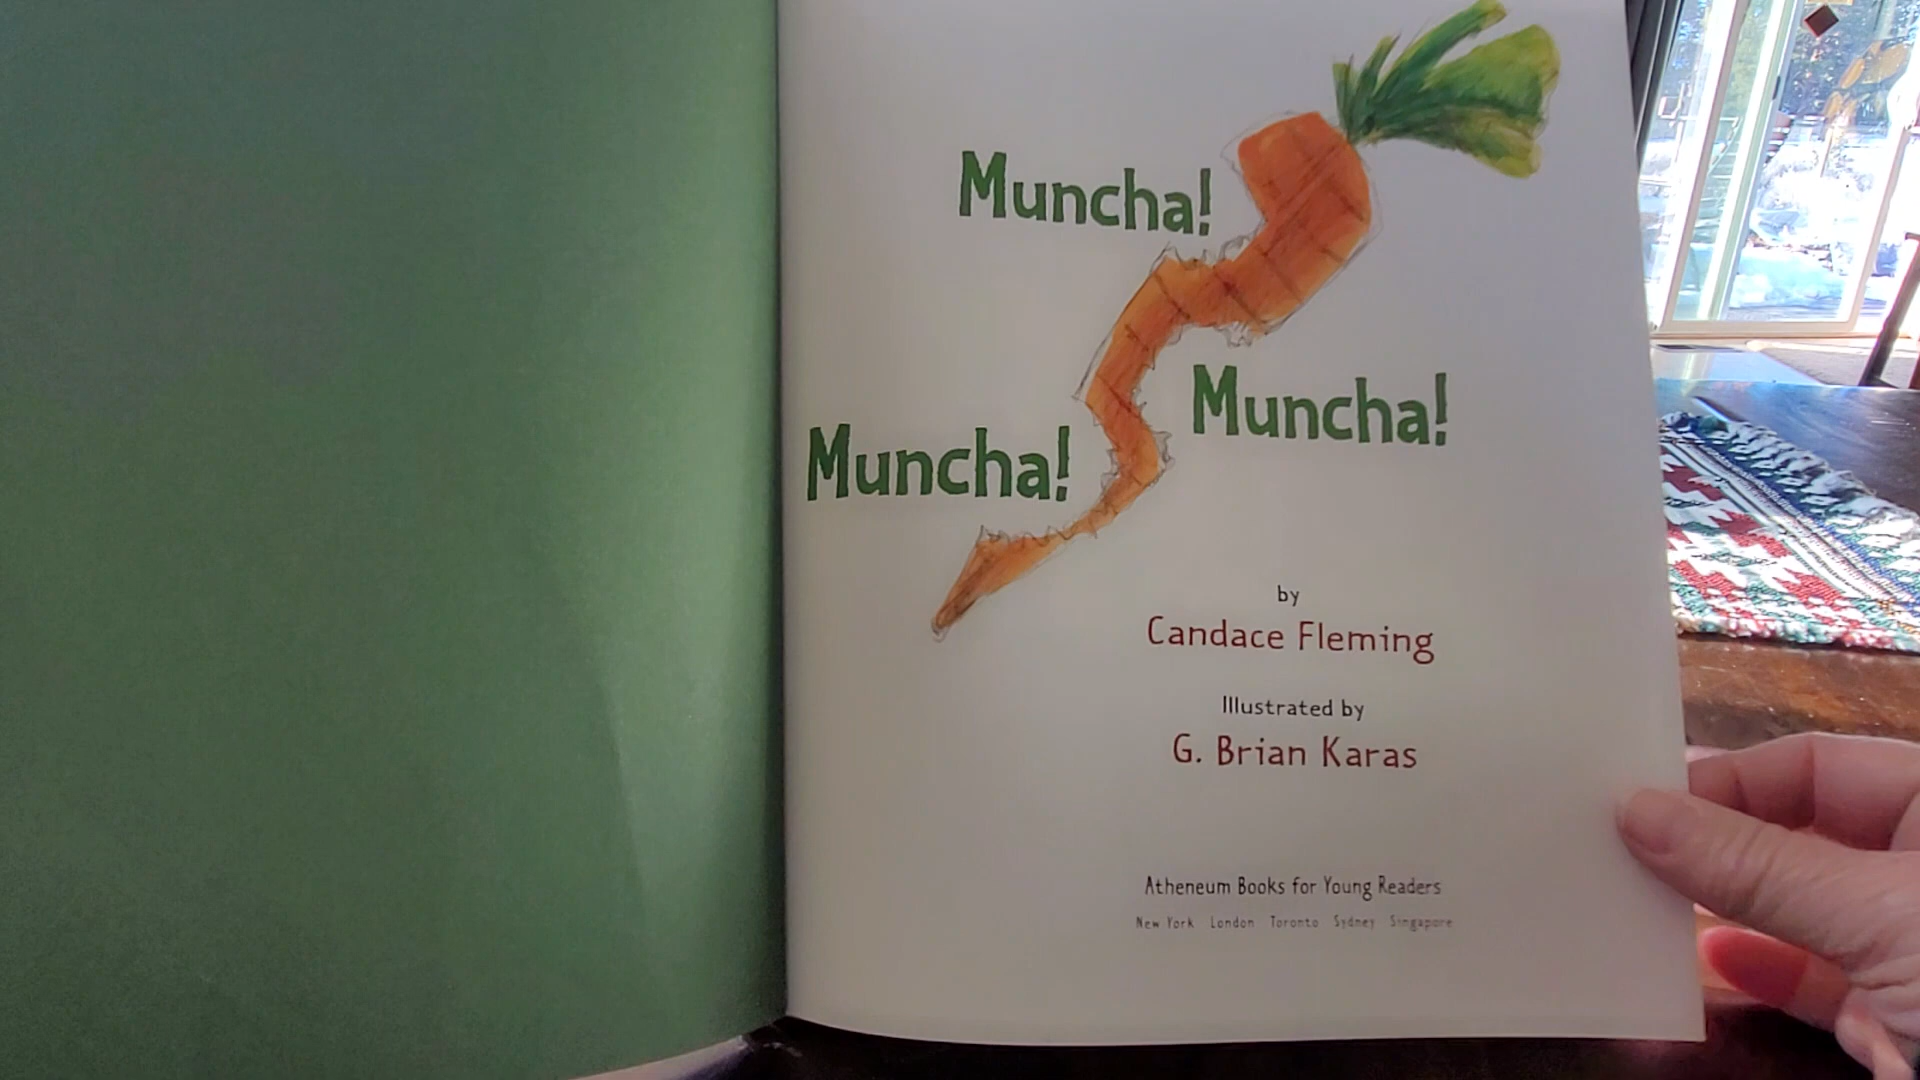 Muncha!
Muncha!
Muncha!
by
Candace Fleming
Illustrated by
G. Brian Karas
Atheneum Books for Young Readers
New York London Toronto Sydney Singapore